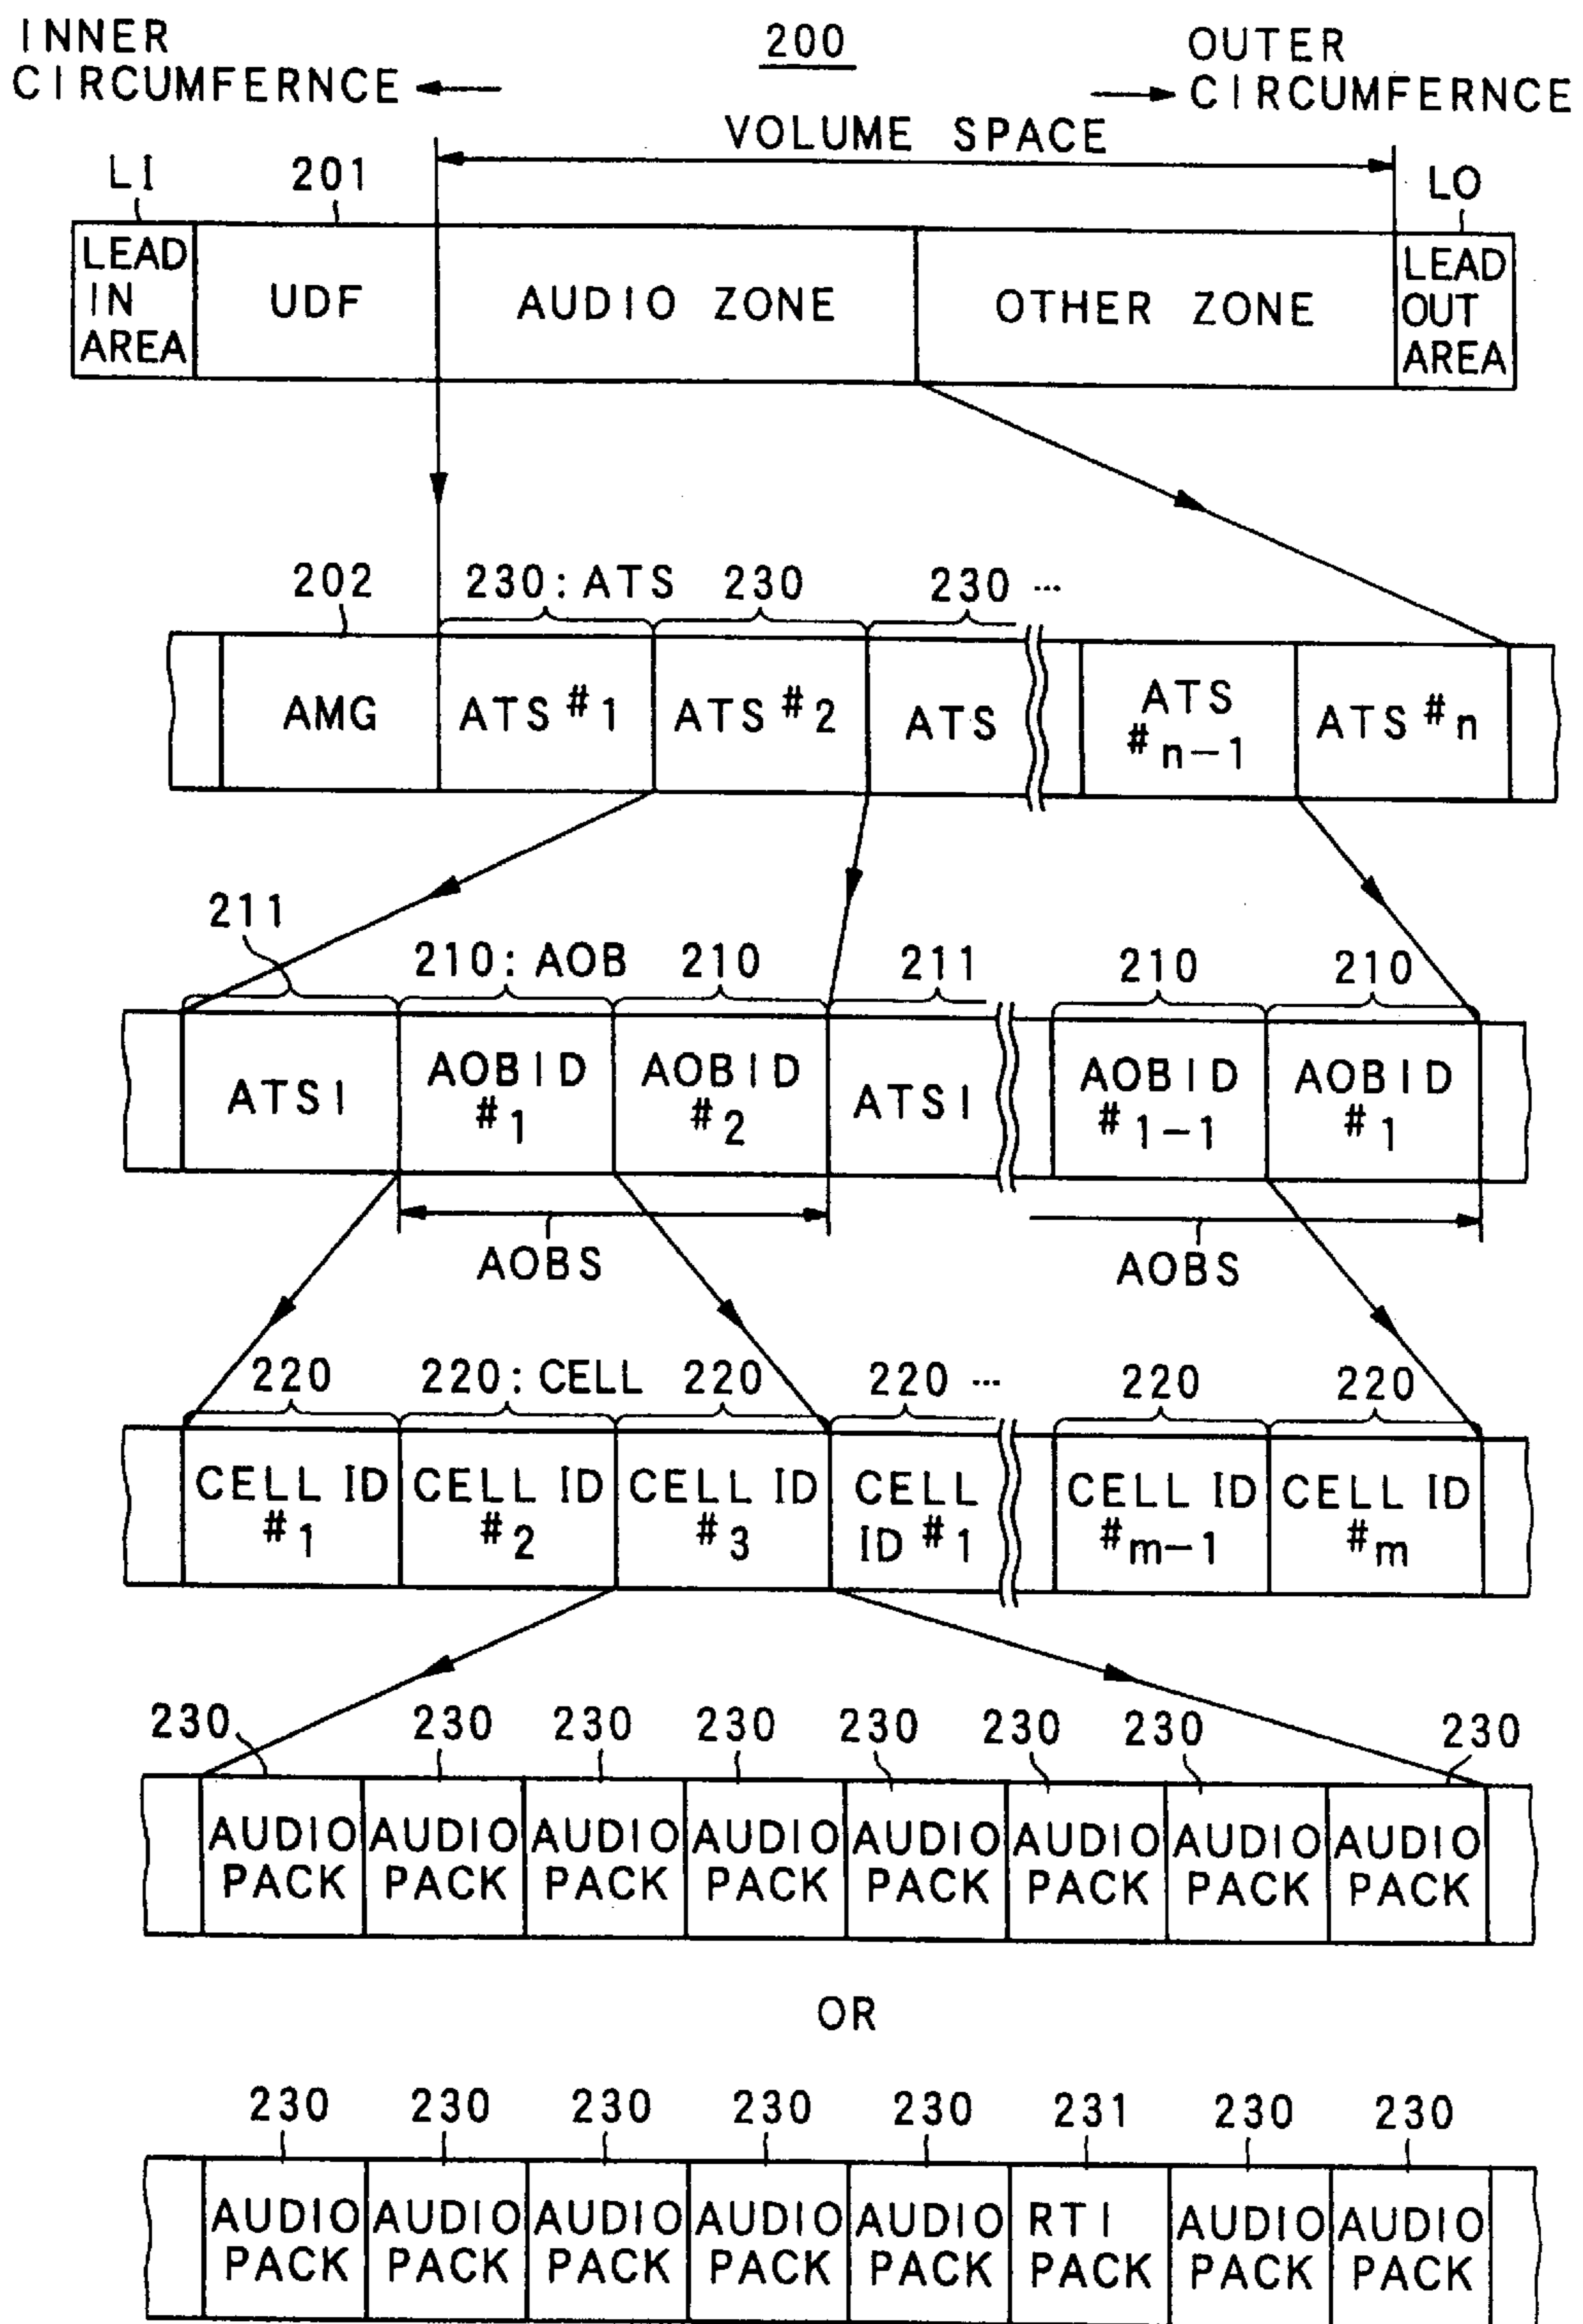 INNER
CIRCUMFERNCE
200
OUTER
CIRCUMFERNCE
VOLUME SPACE
LI
201
LO
LEAD
IN
AREA
UDF
AUDIO ZONE
OTHER ZONE
LEAD
OUT
AREA
202
230: ATS
230
230 ...
AMG
ATS #1
ATS #2
ATS
ATS
#n-1
ATS #n
211
210: AOB
210
211
210
210
ATSI
AOBID
#1
AOBID
#2
ATSI
AOBID
#1-1
AOBID
#1
AOBS
AOBS
220
220: CELL
220
220 ...
220
220
CELL ID
#1
CELL ID
#2
CELL ID
#3
CELL
ID #1
CELL ID
#m-1
CELL ID
#m
230
230
230
230
230
230
230
230
AUDIO
PACK
AUDIO
PACK
AUDIO
PACK
AUDIO
PACK
AUDIO
PACK
AUDIO
PACK
AUDIO
PACK
AUDIO
PACK
OR
230
230
230
230
230
231
230
230
AUDIO
PACK
AUDIO
PACK
AUDIO
PACK
AUDIO
PACK
AUDIO
PACK
RTI
PACK
AUDIO
PACK
AUDIO
PACK